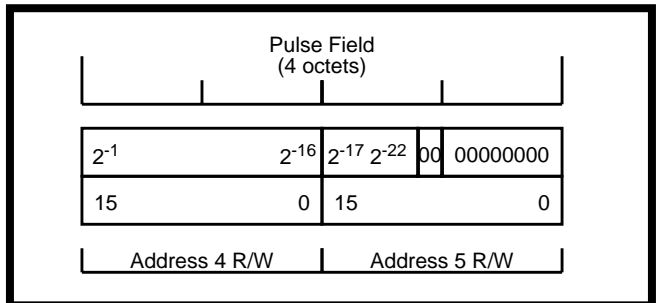 Pulse Field
(4 octets)
2-1 2-16 2-17 2-22 00 00000000
15 0 15 0
Address 4 R/W Address 5 R/W